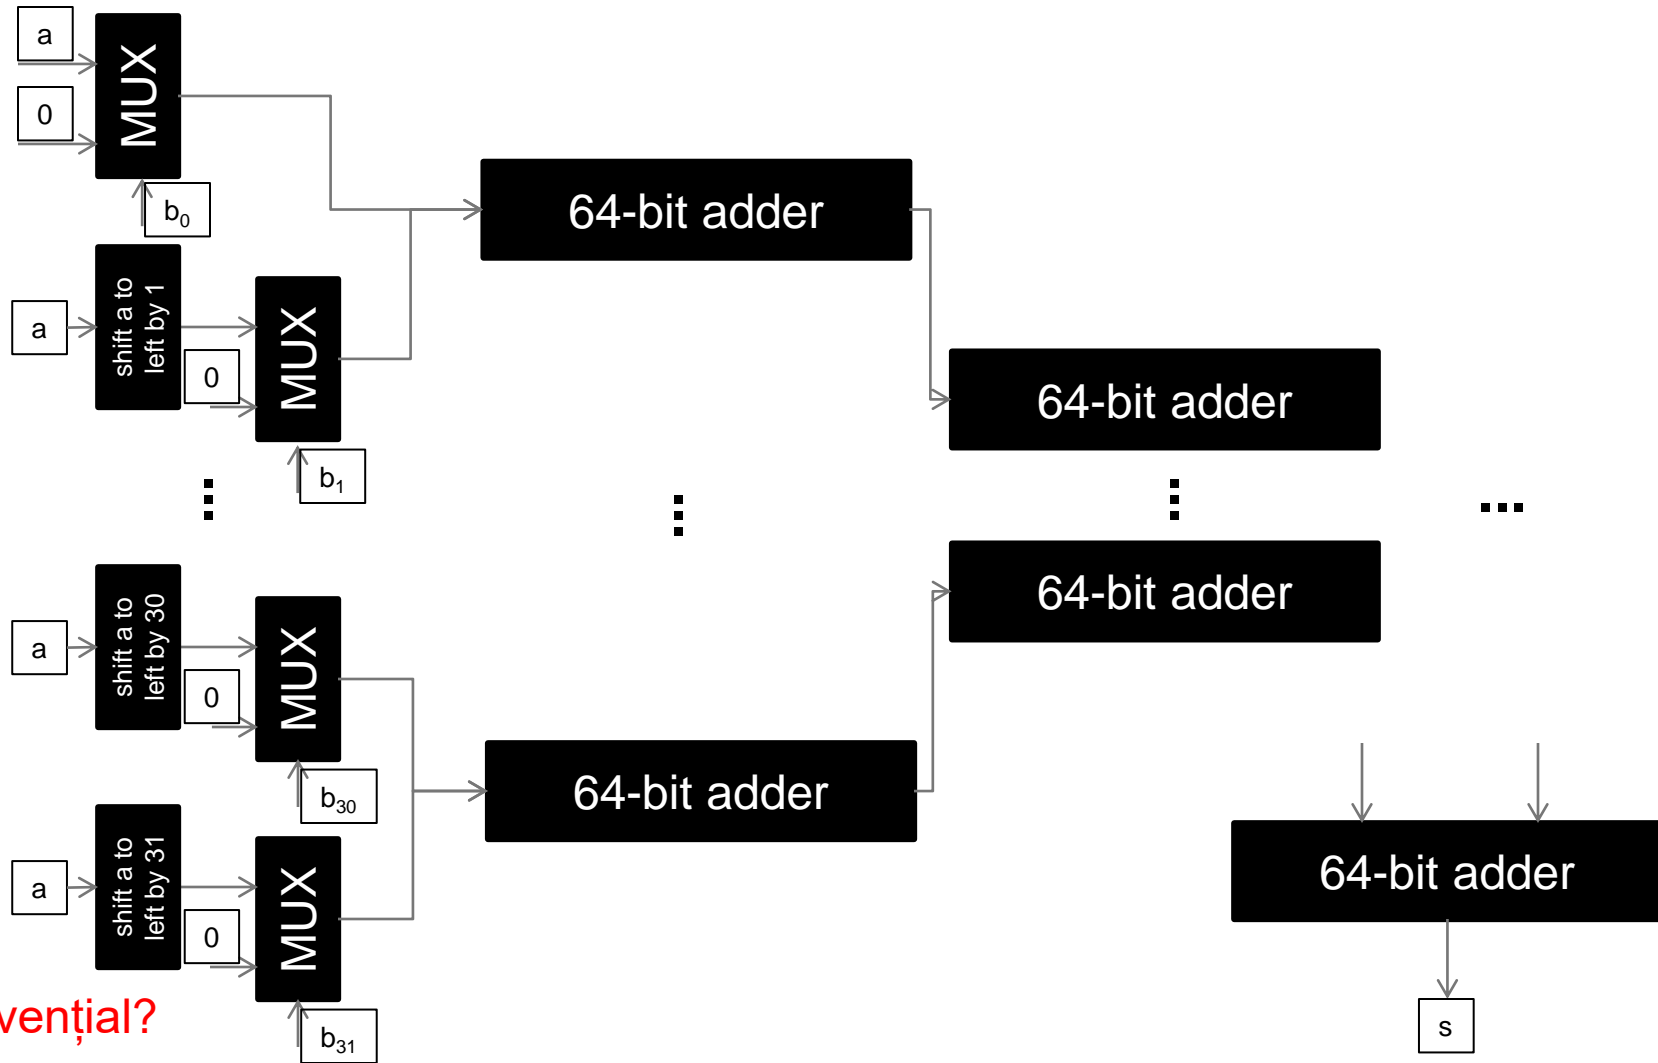 a
0
MUX
b₀
64-bit adder
a
shift a to
left by 1
0
MUX
b₁
64-bit adder
64-bit adder
a
shift a to
left by 30
0
MUX
b₃₀
64-bit adder
a
shift a to
left by 31
0
MUX
b₃₁
64-bit adder
s
vențial?